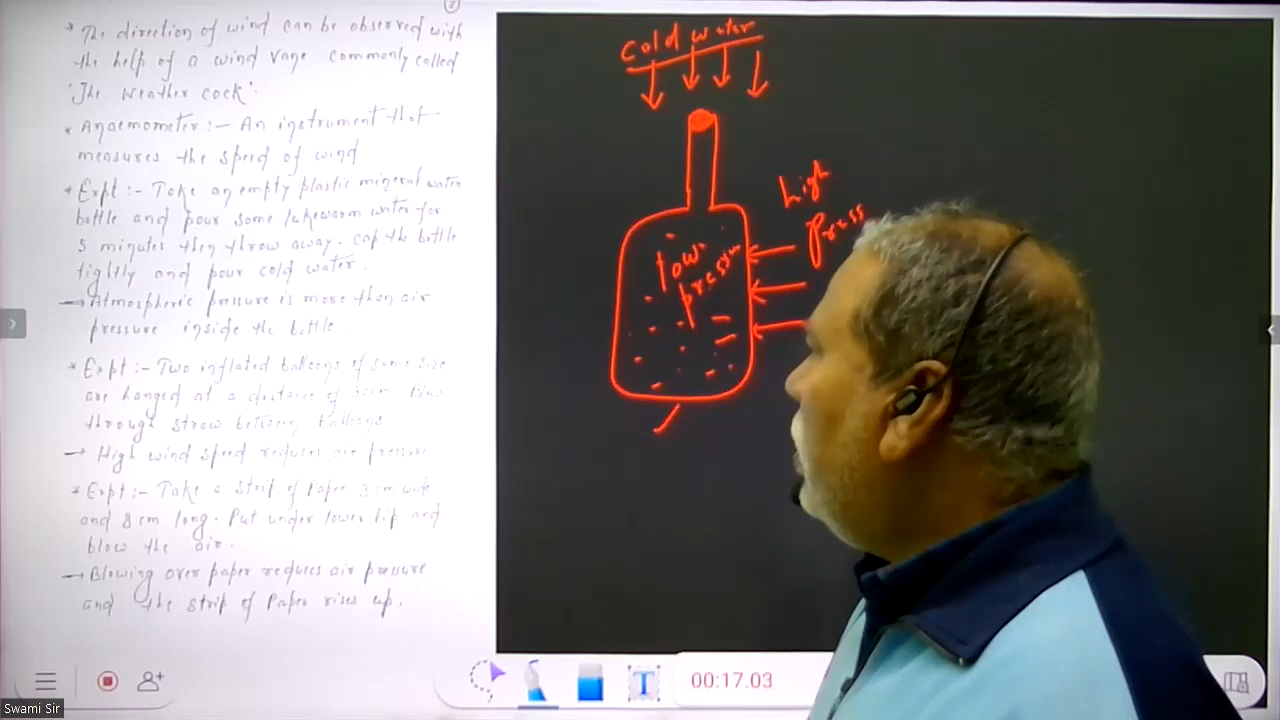 * The direction of wind can be observed with
the help of a wind vane commonly called
"The weather cock".
* Anaemometer :- An instrument that
measures the speed of wind
* Expt :- Take an empty plastic mineral water
bottle and pour some lukewarm water for
5 minutes then throw away. Cap the bottle
tightly and pour cold water.
→ Atmospheric pressure is more than air
pressure inside the bottle
* Expt :- Two inflated balloons of same size
are hanged at a distance of Blow
through straw between balloons
→ High wind speed reduces air pressure
* Expt :- Take a strip of paper 3 cm wide
and 8 cm long. Put under lower lip and
blow the air.
→ Blowing over paper reduces air pressure
and the strip of paper rises up.
cold water
High
press
low
pressure
00:17.03
Swami Sir